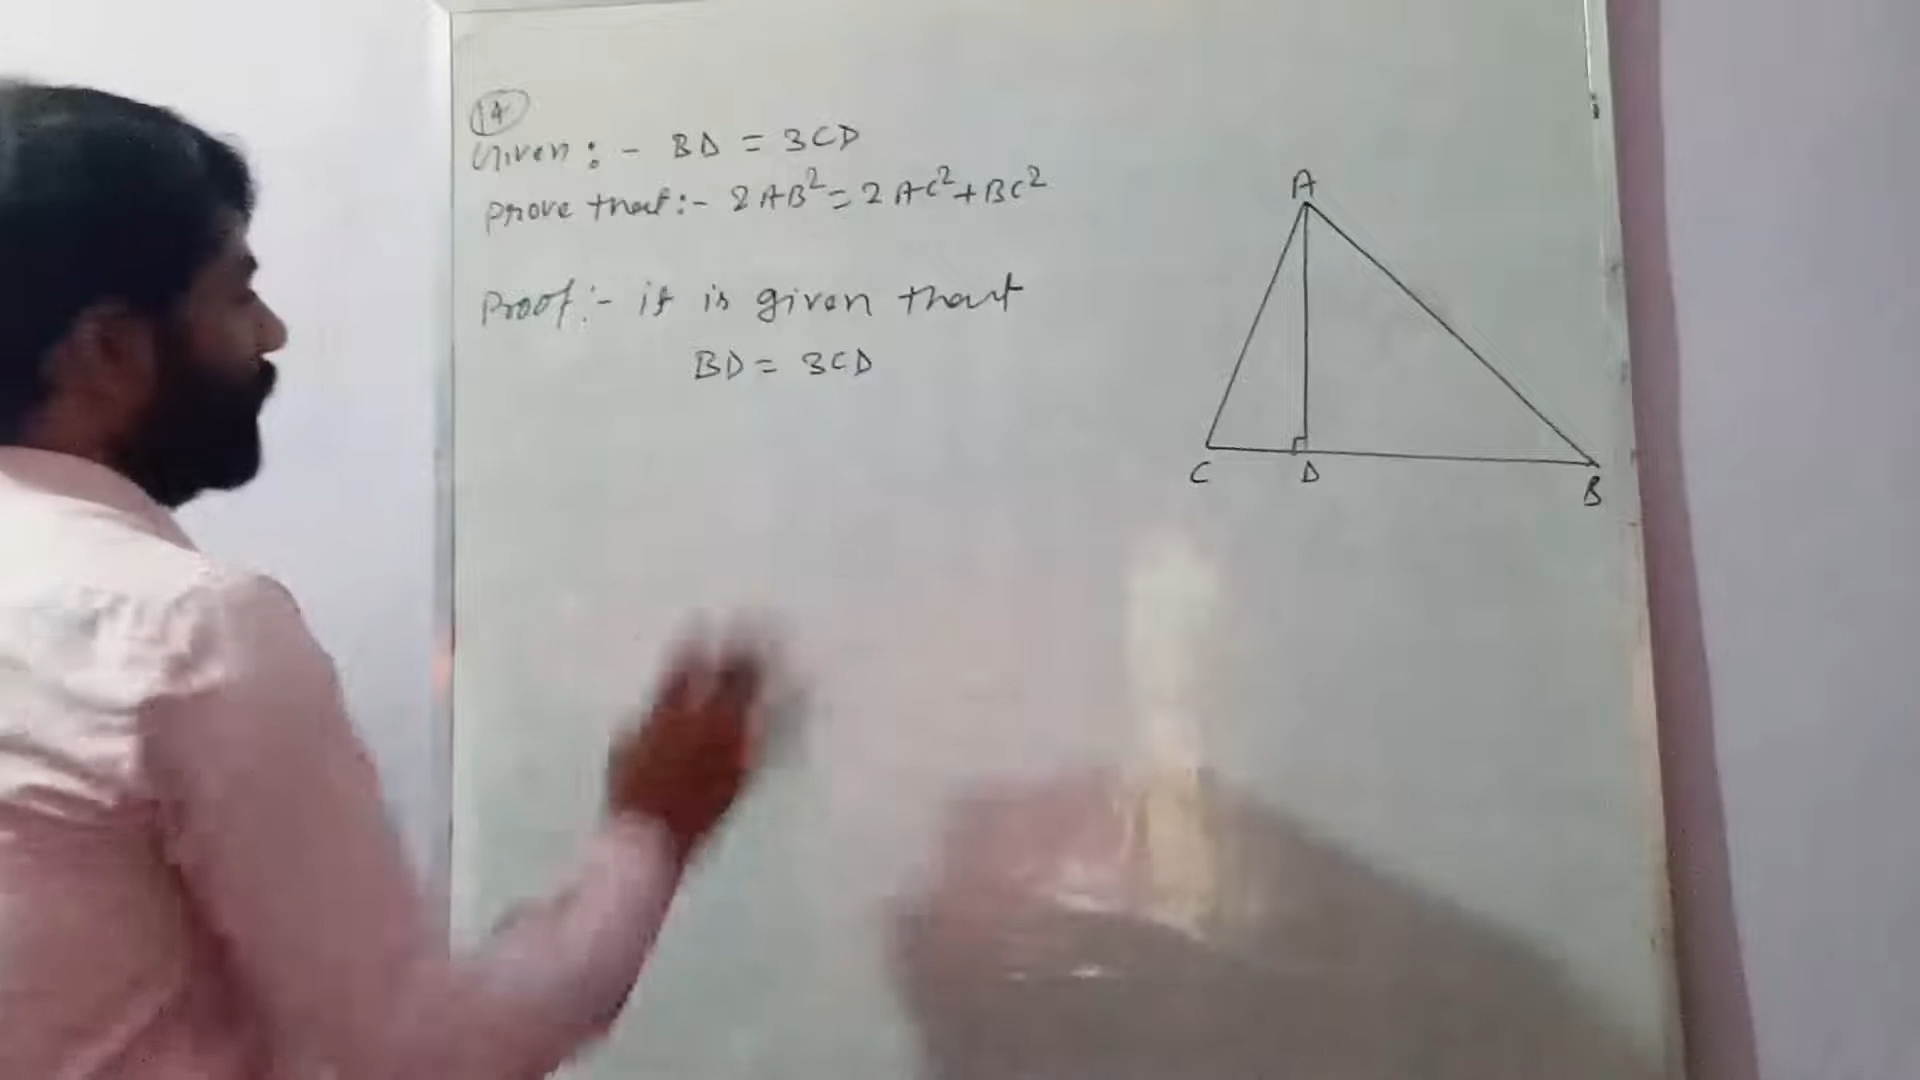 14
Given :- BD = 3CD
prove that :- 2AB² = 2AC² + BC²
Proof :- it is given that
BD = 3CD
A
C
D
B